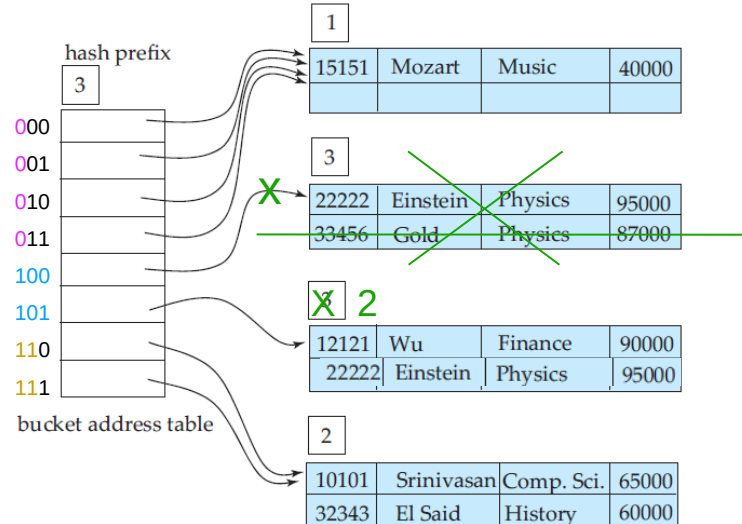 1
hash prefix
15151 Mozart Music 40000
3
000
001
010
011
100
101
110
111
bucket address table
3
X
22222 Einstein Physics 95000
33456 Gold Physics 87000
3 X 2
12121 Wu Finance 90000
22222 Einstein Physics 95000
2
10101 Srinivasan Comp. Sci. 65000
32343 El Said History 60000